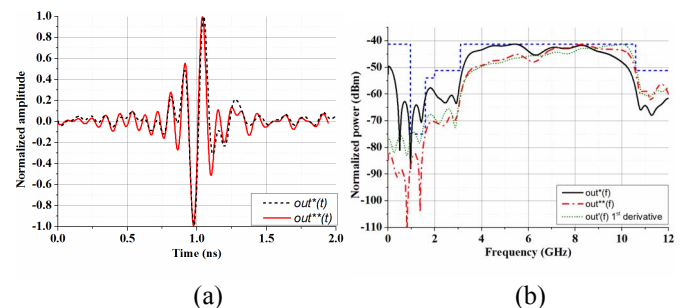 1.0
0.8
0.6
0.4
0.2
0.0
-0.2
-0.4
-0.6
-0.8
-1.0
Normalized amplitude
0.0 0.5 1.0 1.5 2.0
Time (ns)
out*(t)
out**(t)
(a)
-40
-50
-60
-70
-80
-90
-100
-110
Normalized power (dBm)
0 2 4 6 8 10 12
Frequency (GHz)
out*(f)
out**(f)
out'(f) 1st derivative
(b)